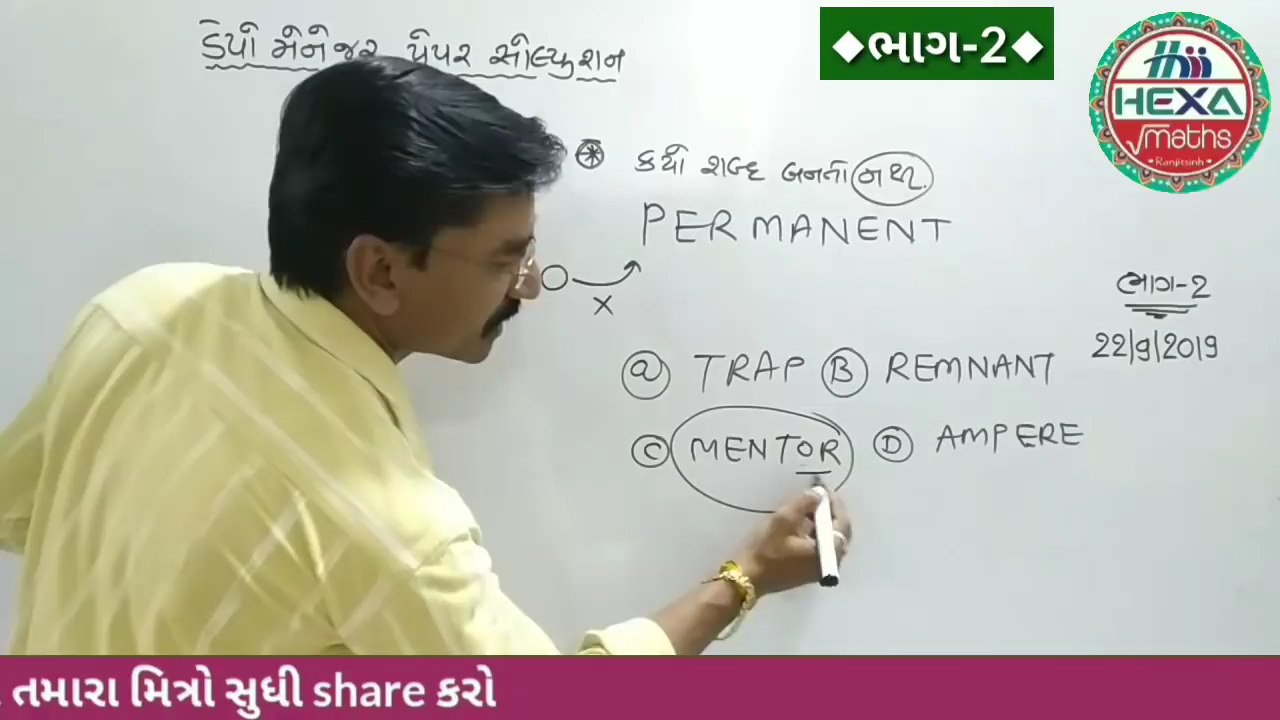 ડેપો મેનેજર પેપર સોલ્યુશન
◆ભાગ-2◆
HEXA
√maths
Ranjitsinh
કયો શબ્દ બનતો નથી.
PERMANENT
O
X
ભાગ-2
22/9/2019
a TRAP B REMNANT
C MENTOR D AMPERE
તમારા મિત્રો સુધી share કરો